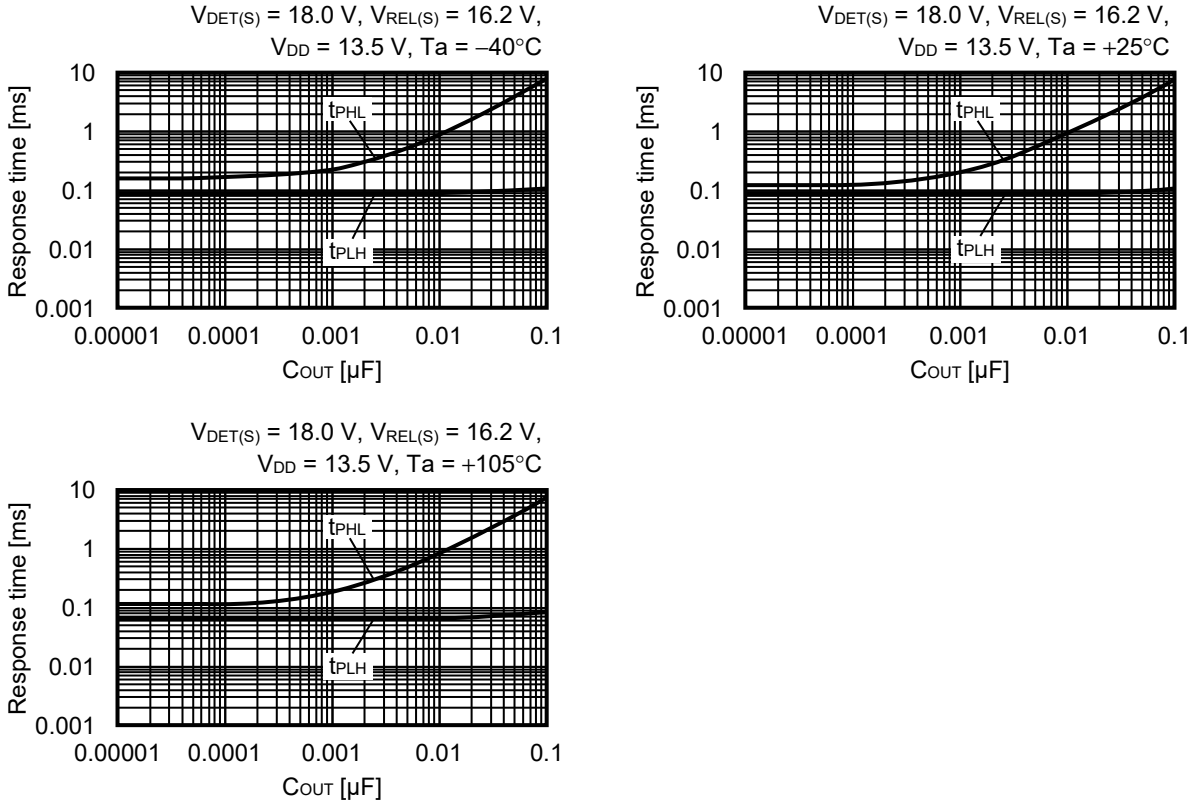 VDET(S) = 18.0 V, VREL(S) = 16.2 V,
VDD = 13.5 V, Ta = −40°C
Response time [ms]
10
1
0.1
0.01
0.001
tPHL
tPLH
0.00001 0.0001 0.001 0.01 0.1
COUT [µF]
VDET(S) = 18.0 V, VREL(S) = 16.2 V,
VDD = 13.5 V, Ta = +25°C
Response time [ms]
10
1
0.1
0.01
0.001
tPHL
tPLH
0.00001 0.0001 0.001 0.01 0.1
COUT [µF]
VDET(S) = 18.0 V, VREL(S) = 16.2 V,
VDD = 13.5 V, Ta = +105°C
Response time [ms]
10
1
0.1
0.01
0.001
tPHL
tPLH
0.00001 0.0001 0.001 0.01 0.1
COUT [µF]